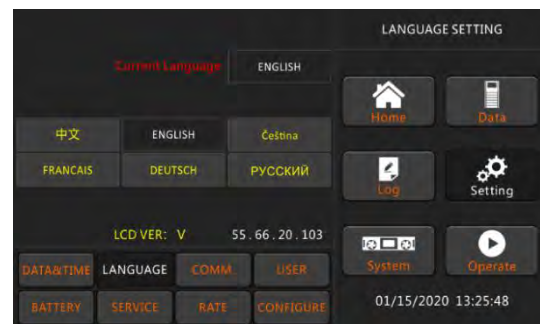 LANGUAGE SETTING
Current Language
ENGLISH
Home
Data
中文
ENGLISH
Čeština
FRANCAIS
DEUTSCH
РУССКИЙ
Log
Setting
LCD VER: V 55.66.20.103
DATA&TIME
LANGUAGE
COMM.
USER
System
Operate
BATTERY
SERVICE
RATE
CONFIGURE
01/15/2020 13:25:48